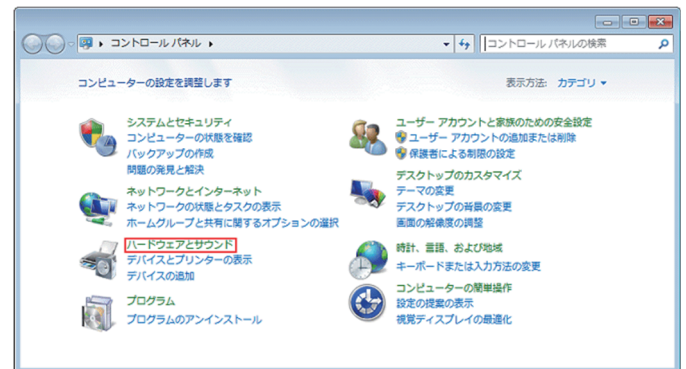 コントロール パネル
コントロール パネルの検索
コンピューターの設定を調整します
表示方法: カテゴリ
システムとセキュリティ
コンピューターの状態を確認
バックアップの作成
問題の発見と解決
ネットワークとインターネット
ネットワークの状態とタスクの表示
ホームグループと共有に関するオプションの選択
ハードウェアとサウンド
デバイスとプリンターの表示
デバイスの追加
プログラム
プログラムのアンインストール
ユーザー アカウントと家族のための安全設定
ユーザー アカウントの追加または削除
保護者による制限の設定
デスクトップのカスタマイズ
テーマの変更
デスクトップの背景の変更
画面の解像度の調整
時計、言語、および地域
キーボードまたは入力方法の変更
コンピューターの簡単操作
設定の提案の表示
視覚ディスプレイの最適化